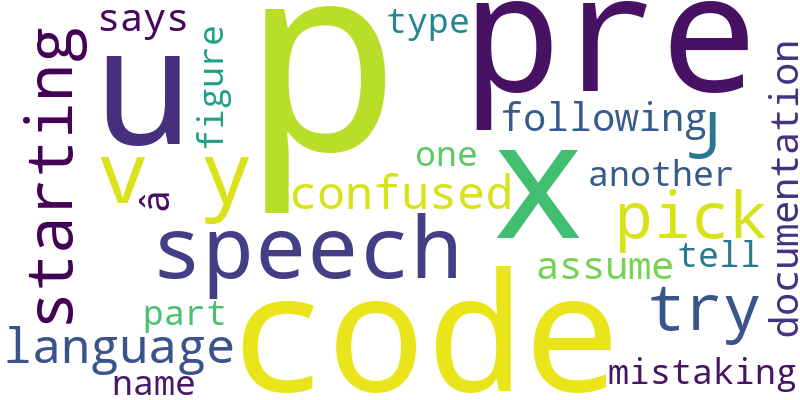 says
type
p
pre
u
starting
figure
documentation
following
J
one
x
another
v
y
â
confused
pick
speech
tell
assume
code
try
part
language
name
mistaking